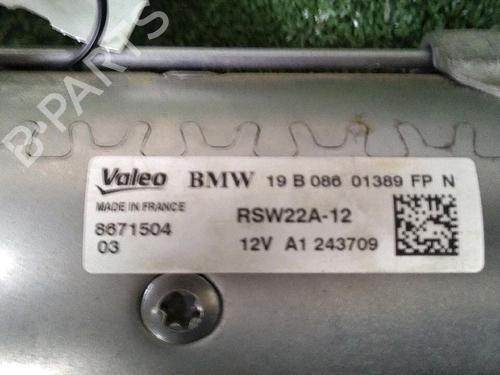 B-PARTS
Valeo BMW 19 B 086 01389 FP N
MADE IN FRANCE RSW22A-12
8671504
03 12V A1 243709